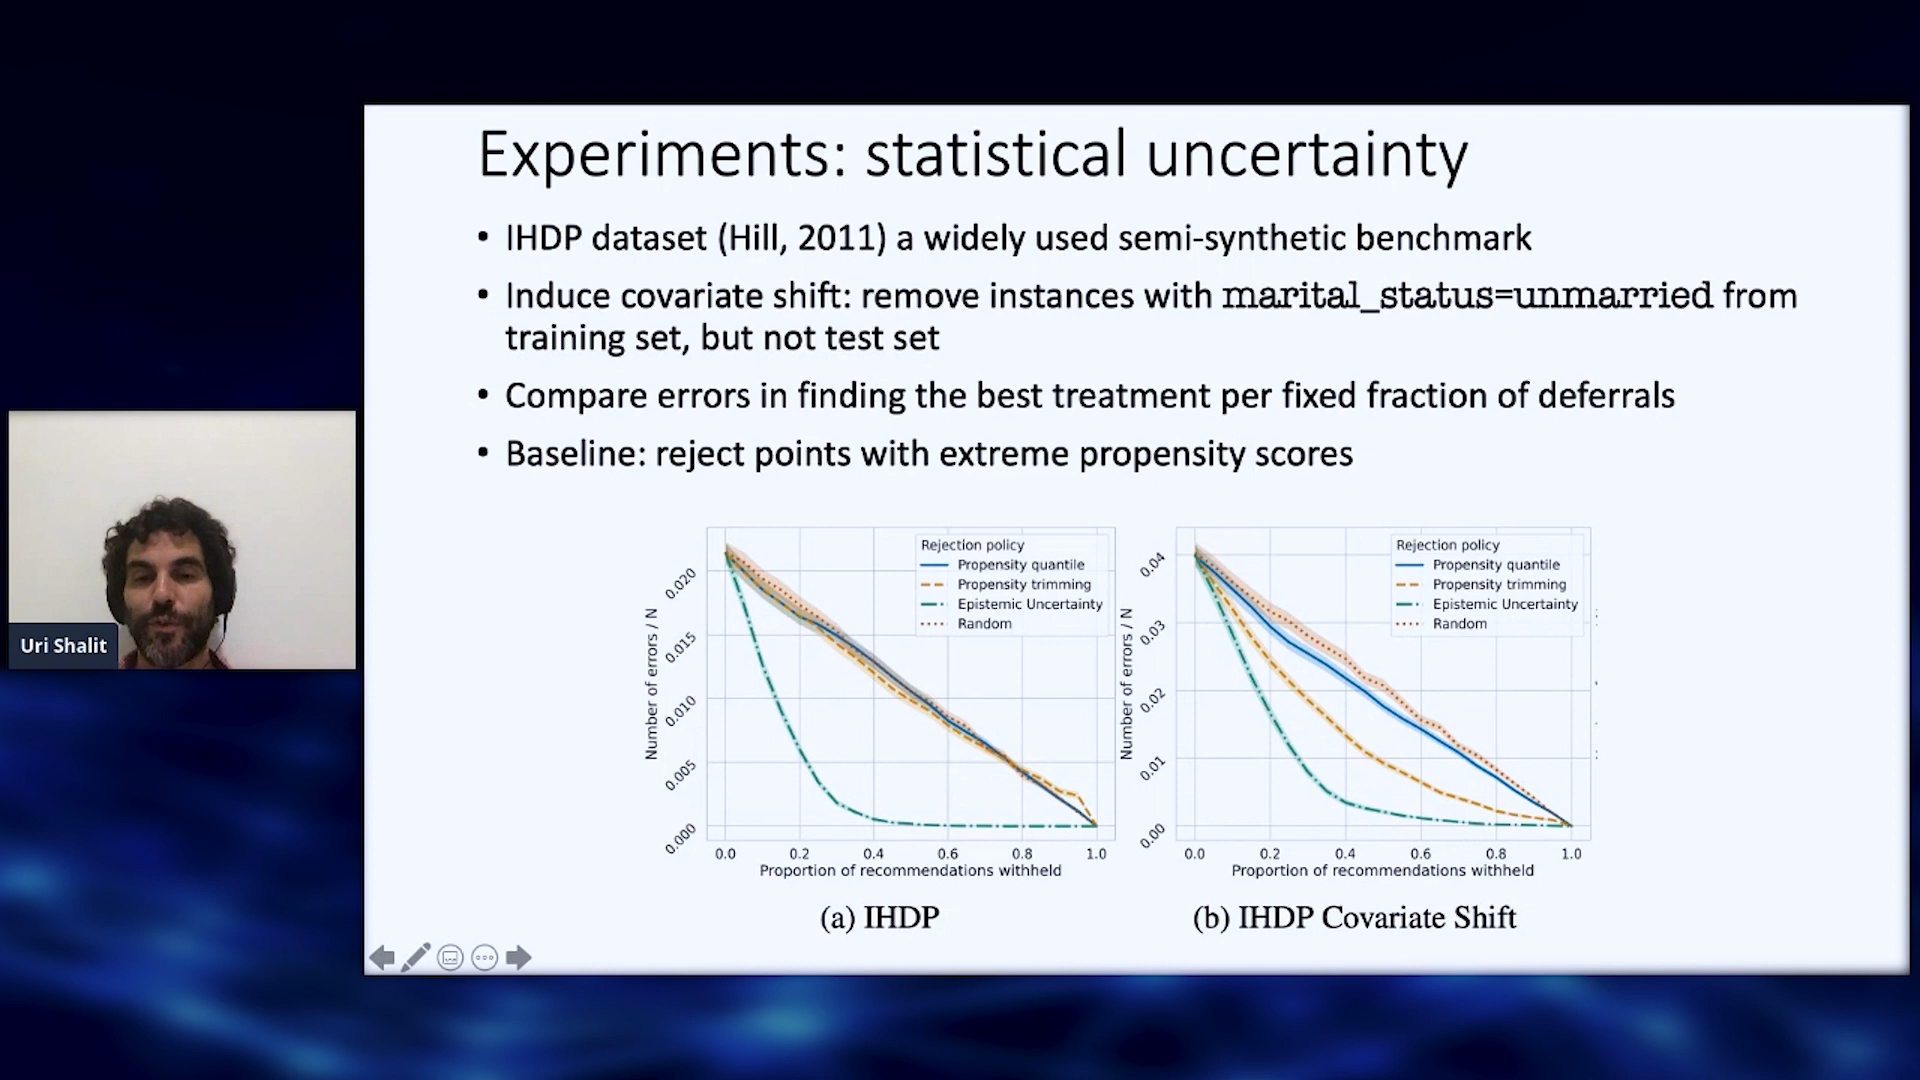 Experiments: statistical uncertainty
• IHDP dataset (Hill, 2011) a widely used semi-synthetic benchmark
• Induce covariate shift: remove instances with marital_status=unmarried from
training set, but not test set
• Compare errors in finding the best treatment per fixed fraction of deferrals
• Baseline: reject points with extreme propensity scores
Uri Shalit
Number of errors / N
0.020
0.015
0.010
0.005
0.000
Rejection policy
Propensity quantile
Propensity trimming
Epistemic Uncertainty
Random
0.0 0.2 0.4 0.6 0.8 1.0
Proportion of recommendations withheld
(a) IHDP
Number of errors / N
0.04
0.03
0.02
0.01
0.00
Rejection policy
Propensity quantile
Propensity trimming
Epistemic Uncertainty
Random
0.0 0.2 0.4 0.6 0.8 1.0
Proportion of recommendations withheld
(b) IHDP Covariate Shift